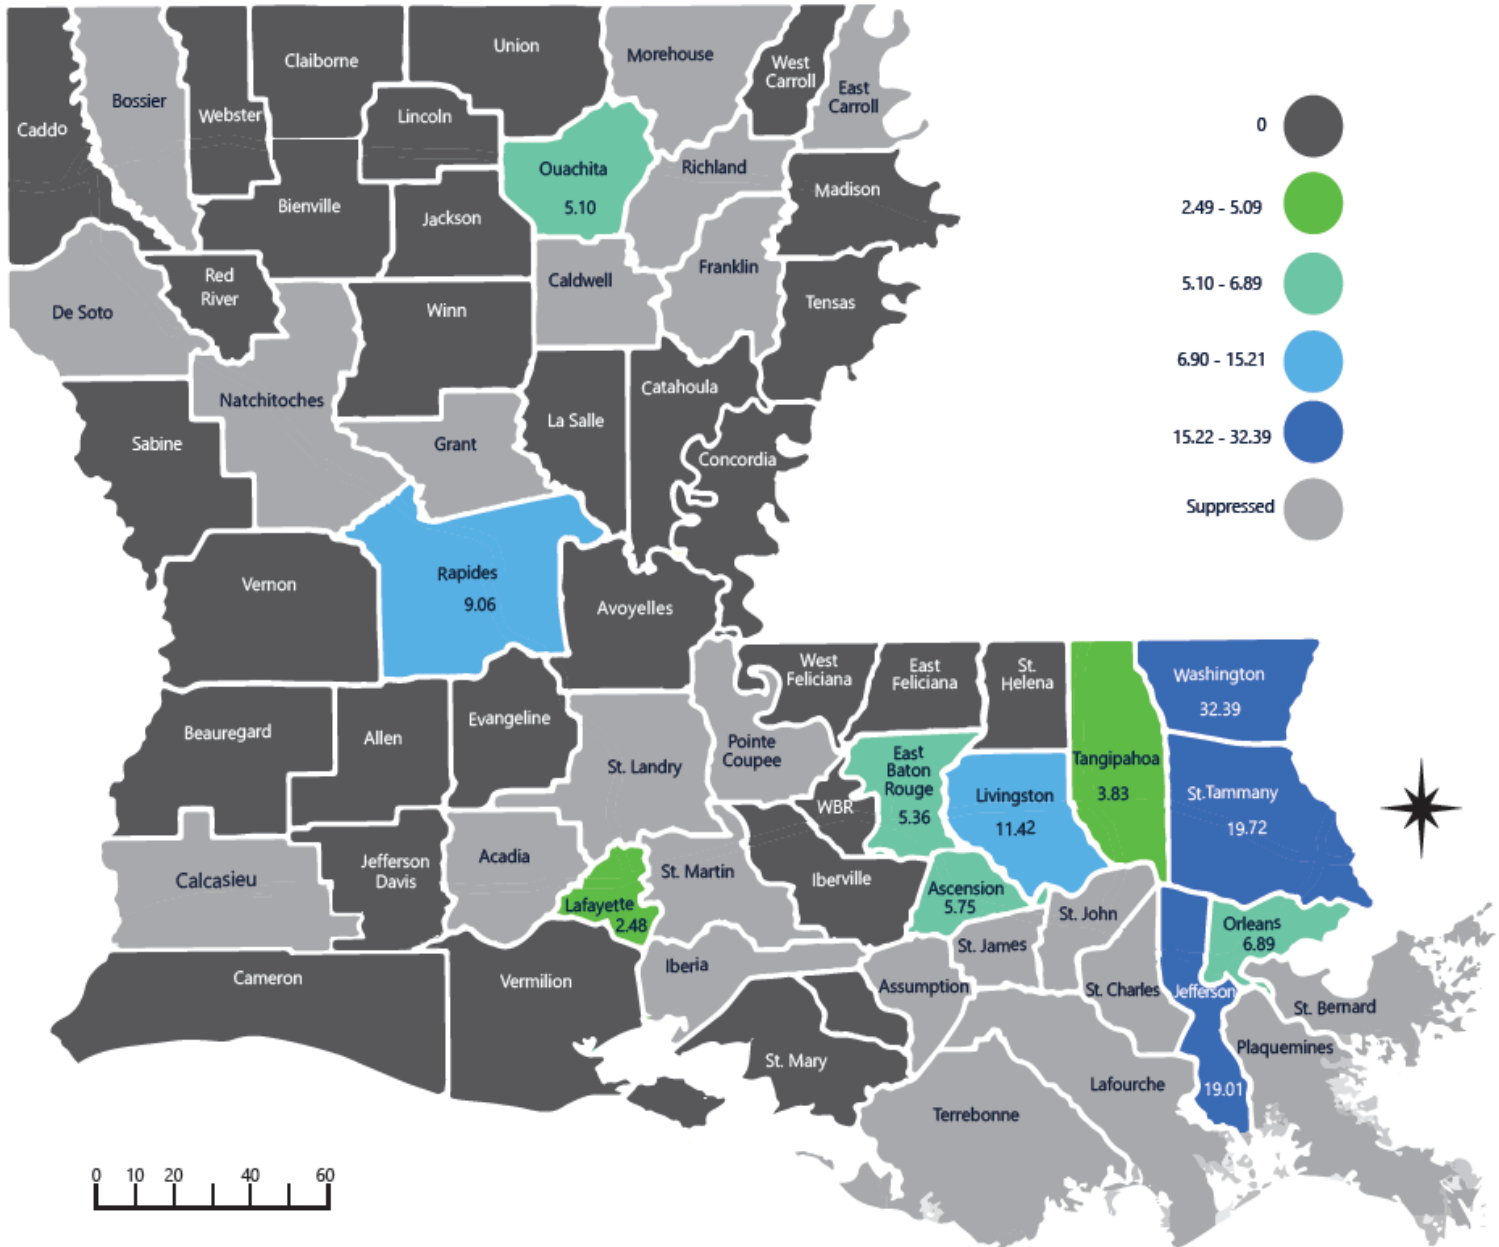 Caddo
Bossier
Webster
Claiborne
Union
Morehouse
West
Carroll
East
Carroll
Lincoln
Ouachita
5.10
Richland
Madison
Bienville
Jackson
De Soto
Red
River
Winn
Caldwell
Franklin
Tensas
Natchitoches
Sabine
Grant
La Salle
Catahoula
Concordia
Vernon
Rapides
9.06
Avoyelles
Beauregard
Allen
Evangeline
St. Landry
Pointe
Coupee
West
Feliciana
East
Feliciana
St.
Helena
Tangipahoa
3.83
Washington
32.39
St.Tammany
19.72
East
Baton
Rouge
5.36
WBR
Livingston
11.42
Calcasieu
Jefferson
Davis
Acadia
Lafayette
2.48
St. Martin
Iberville
Ascension
5.75
St. John
St. James
Orleans
6.89
Cameron
Vermilion
Iberia
Assumption
St. Charles
Jefferson
19.01
St. Bernard
Plaquemines
St. Mary
Terrebonne
Lafourche
0
2.49 - 5.09
5.10 - 6.89
6.90 - 15.21
15.22 - 32.39
Suppressed
0 10 20 40 60